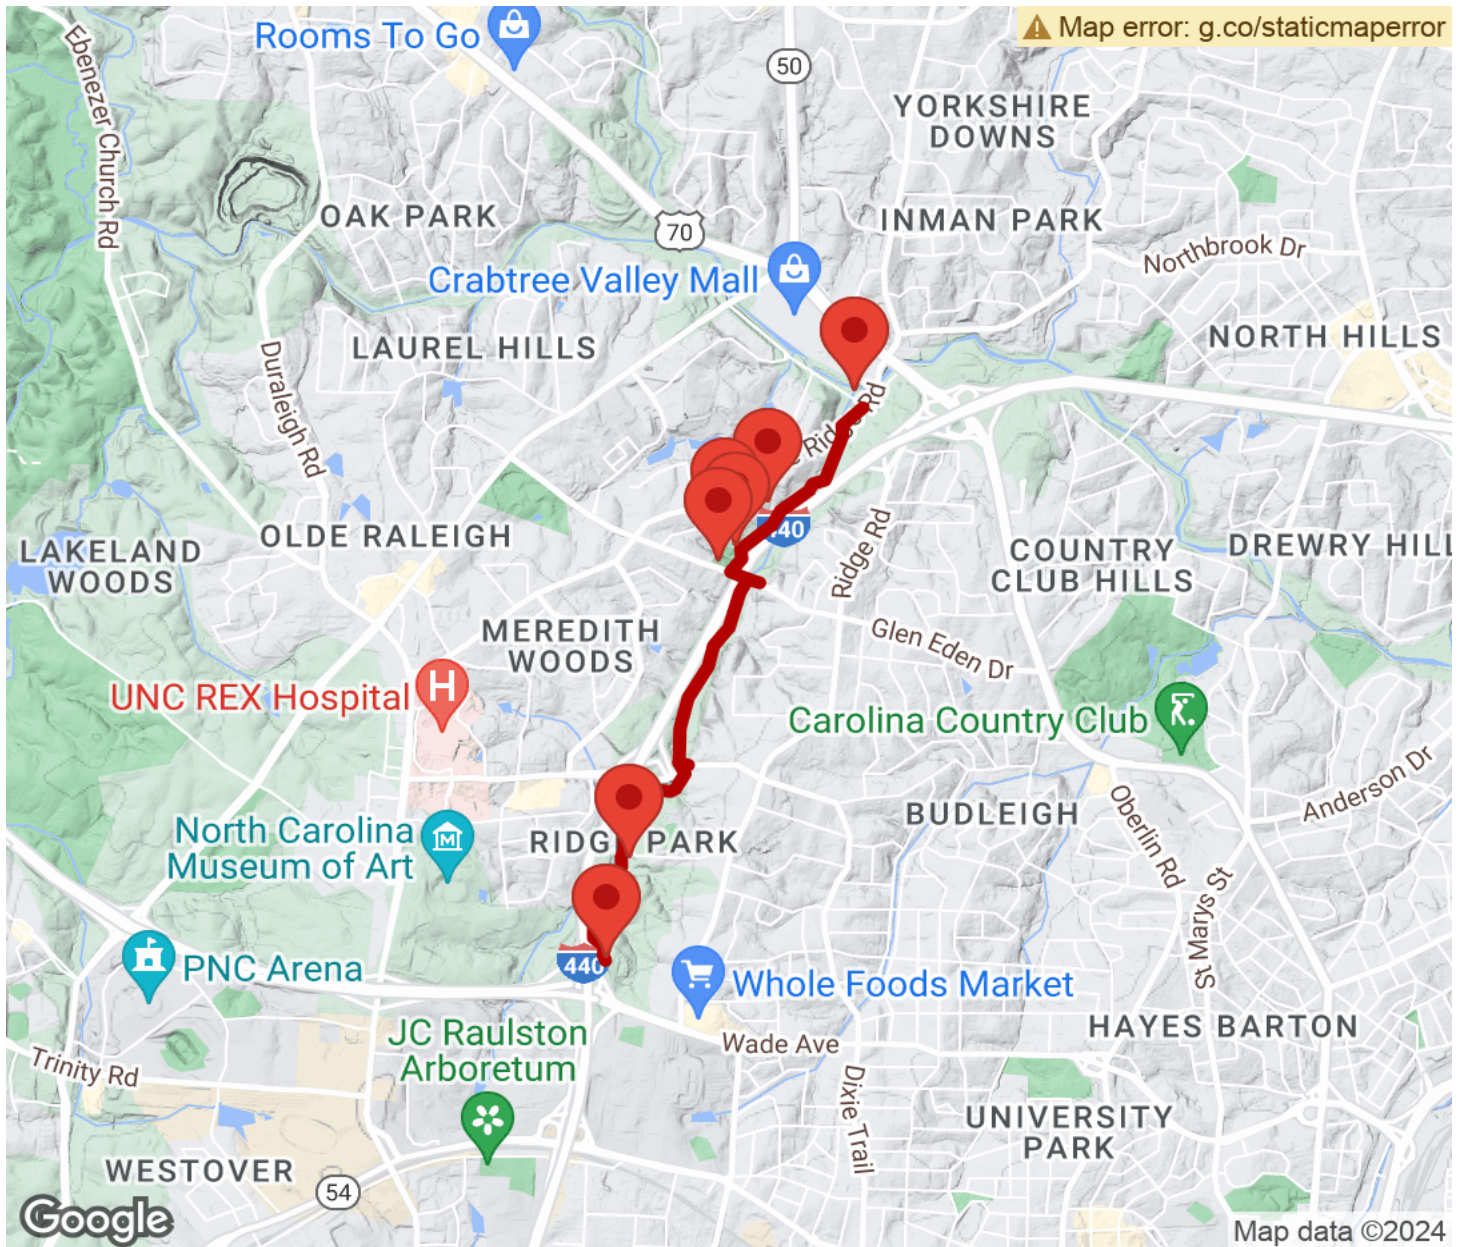 Rooms To Go
Map error: g.co/staticmaperror
Ebenezer Church Rd
50
YORKSHIRE
DOWNS
OAK PARK
70
INMAN PARK
Northbrook Dr
Crabtree Valley Mall
LAUREL HILLS
NORTH HILLS
Duraleigh Rd
Rd
440
OLDE RALEIGH
LAKELAND
WOODS
Ridge Rd
COUNTRY
CLUB HILLS
DREWRY HILL
MEREDITH
WOODS
Glen Eden Dr
UNC REX Hospital
H
Carolina Country Club
Anderson Dr
Oberlin Rd
BUDLEIGH
North Carolina
Museum of Art
M
RIDG PARK
St Marys St
PNC Arena
440
Whole Foods Market
HAYES BARTON
JC Raulston
Arboretum
Wade Ave
Trinity Rd
Dixie Trail
UNIVERSITY
PARK
WESTOVER
54
Google
Map data ©2024